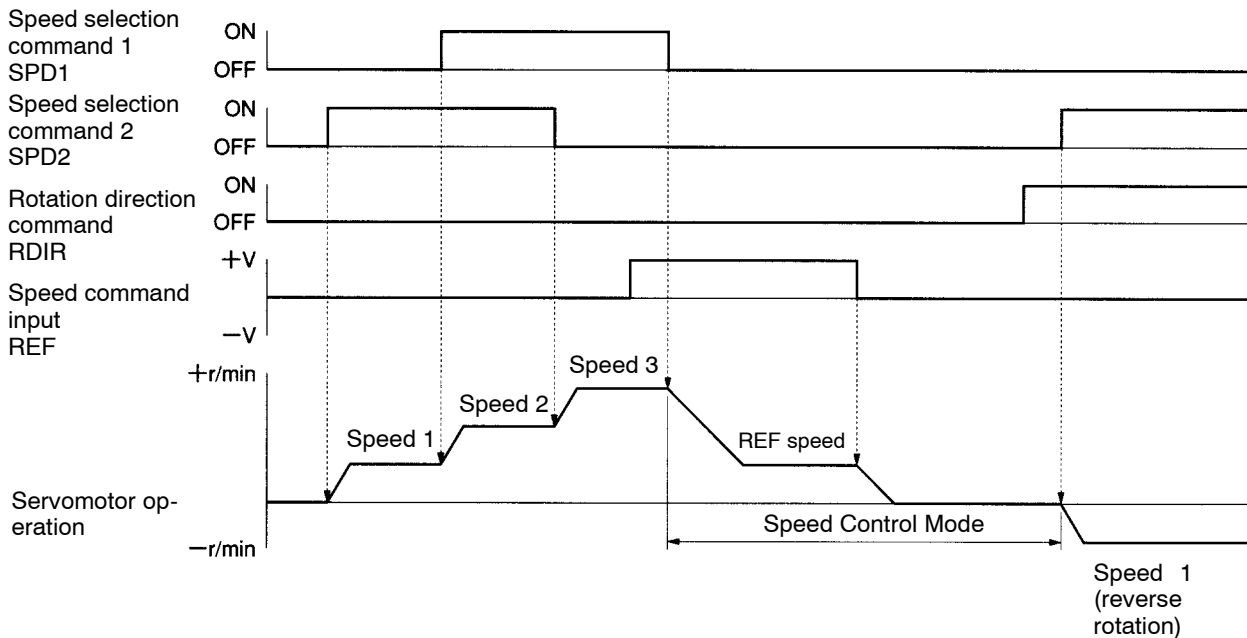 Speed selection
command 1
SPD1
ON
OFF
Speed selection
command 2
SPD2
ON
OFF
Rotation direction
command
RDIR
ON
OFF
Speed command
input
REF
+V
−V
+r/min
Speed 3
Speed 2
Speed 1
REF speed
Servomotor op-
eration
Speed Control Mode
−r/min
Speed 1
(reverse
rotation)